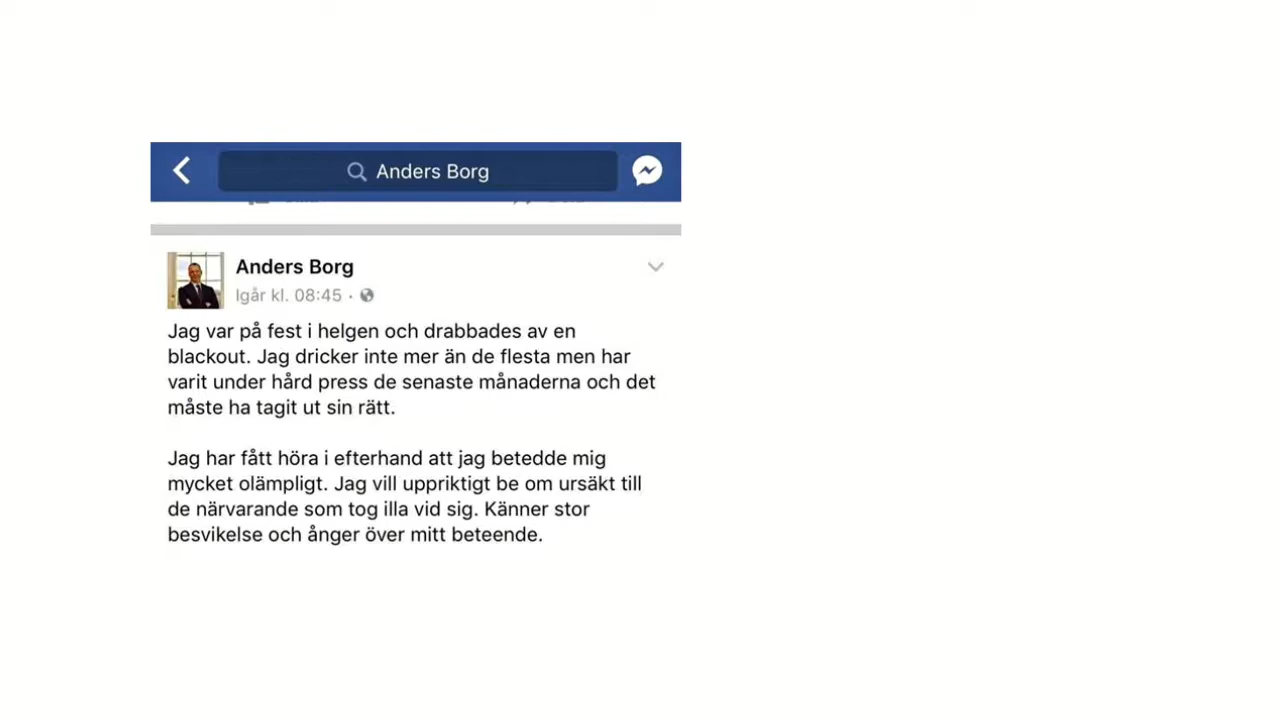 Anders Borg
Anders Borg
Igår kl. 08:45 ·
Jag var på fest i helgen och drabbades av en
blackout. Jag dricker inte mer än de flesta men har
varit under hård press de senaste månaderna och det
måste ha tagit ut sin rätt.
Jag har fått höra i efterhand att jag betedde mig
mycket olämpligt. Jag vill uppriktigt be om ursäkt till
de närvarande som tog illa vid sig. Känner stor
besvikelse och ånger över mitt beteende.